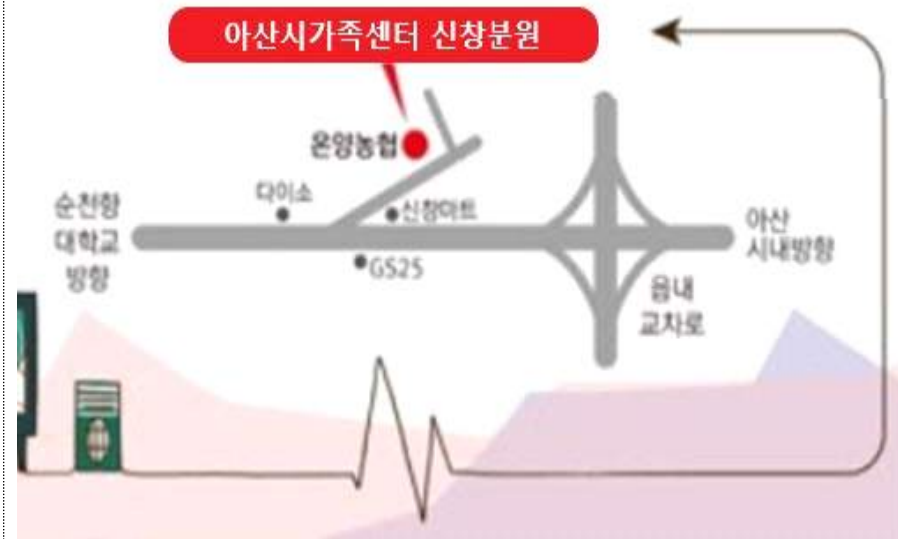 아산시가족센터 신창분원
온양농협
다이소
신창마트
순천향
대학교
방향
GS25
아산
시내방향
읍내
교차로